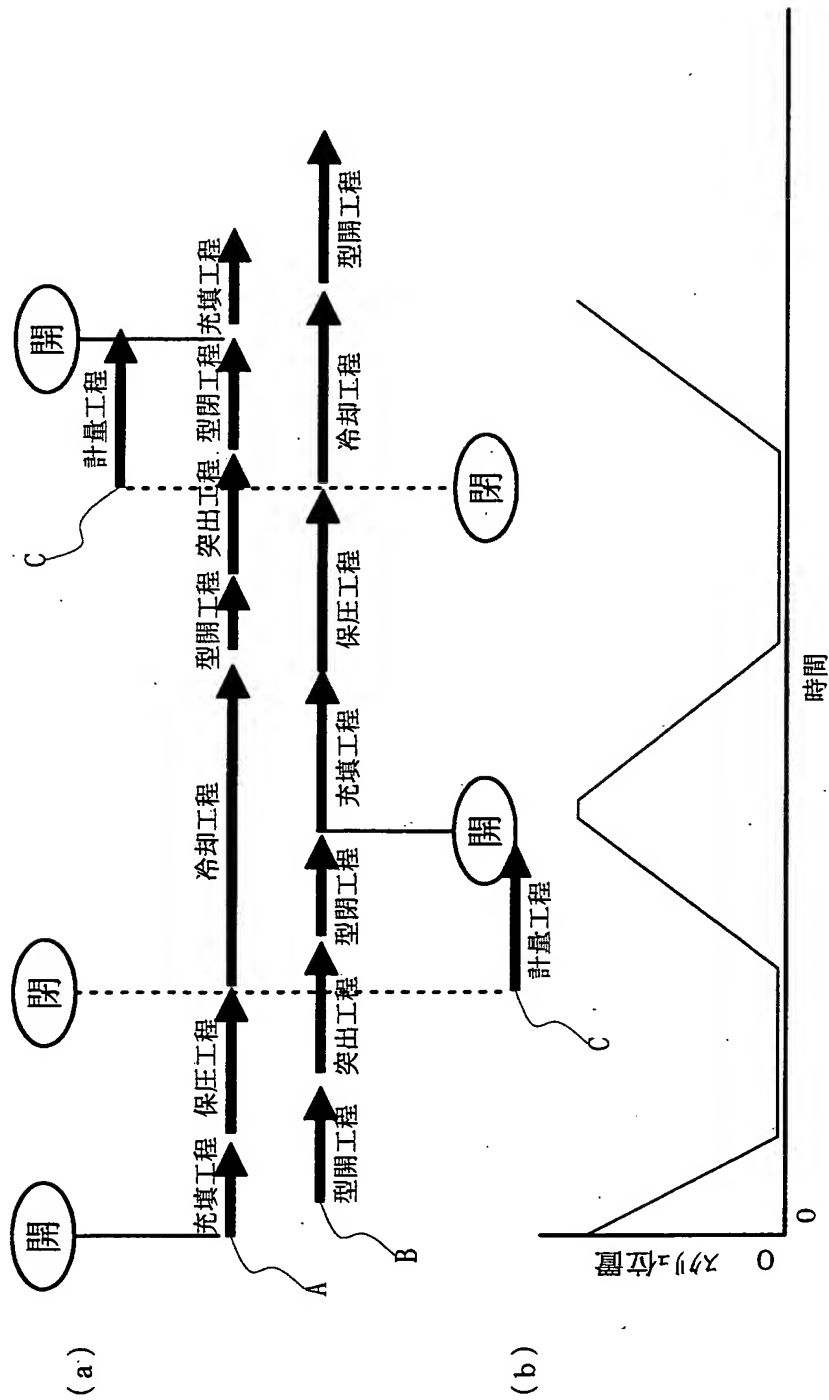 (a)
開
閉
開
計量工程
C
充填工程
保圧工程
冷却工程
型開工程
突出工程
型閉工程
充填工程
A
型開工程
突出工程
型閉工程
充填工程
保圧工程
冷却工程
型開工程
B
開
閉
計量工程
C
(b)
スクリュ位置
0
0
時間